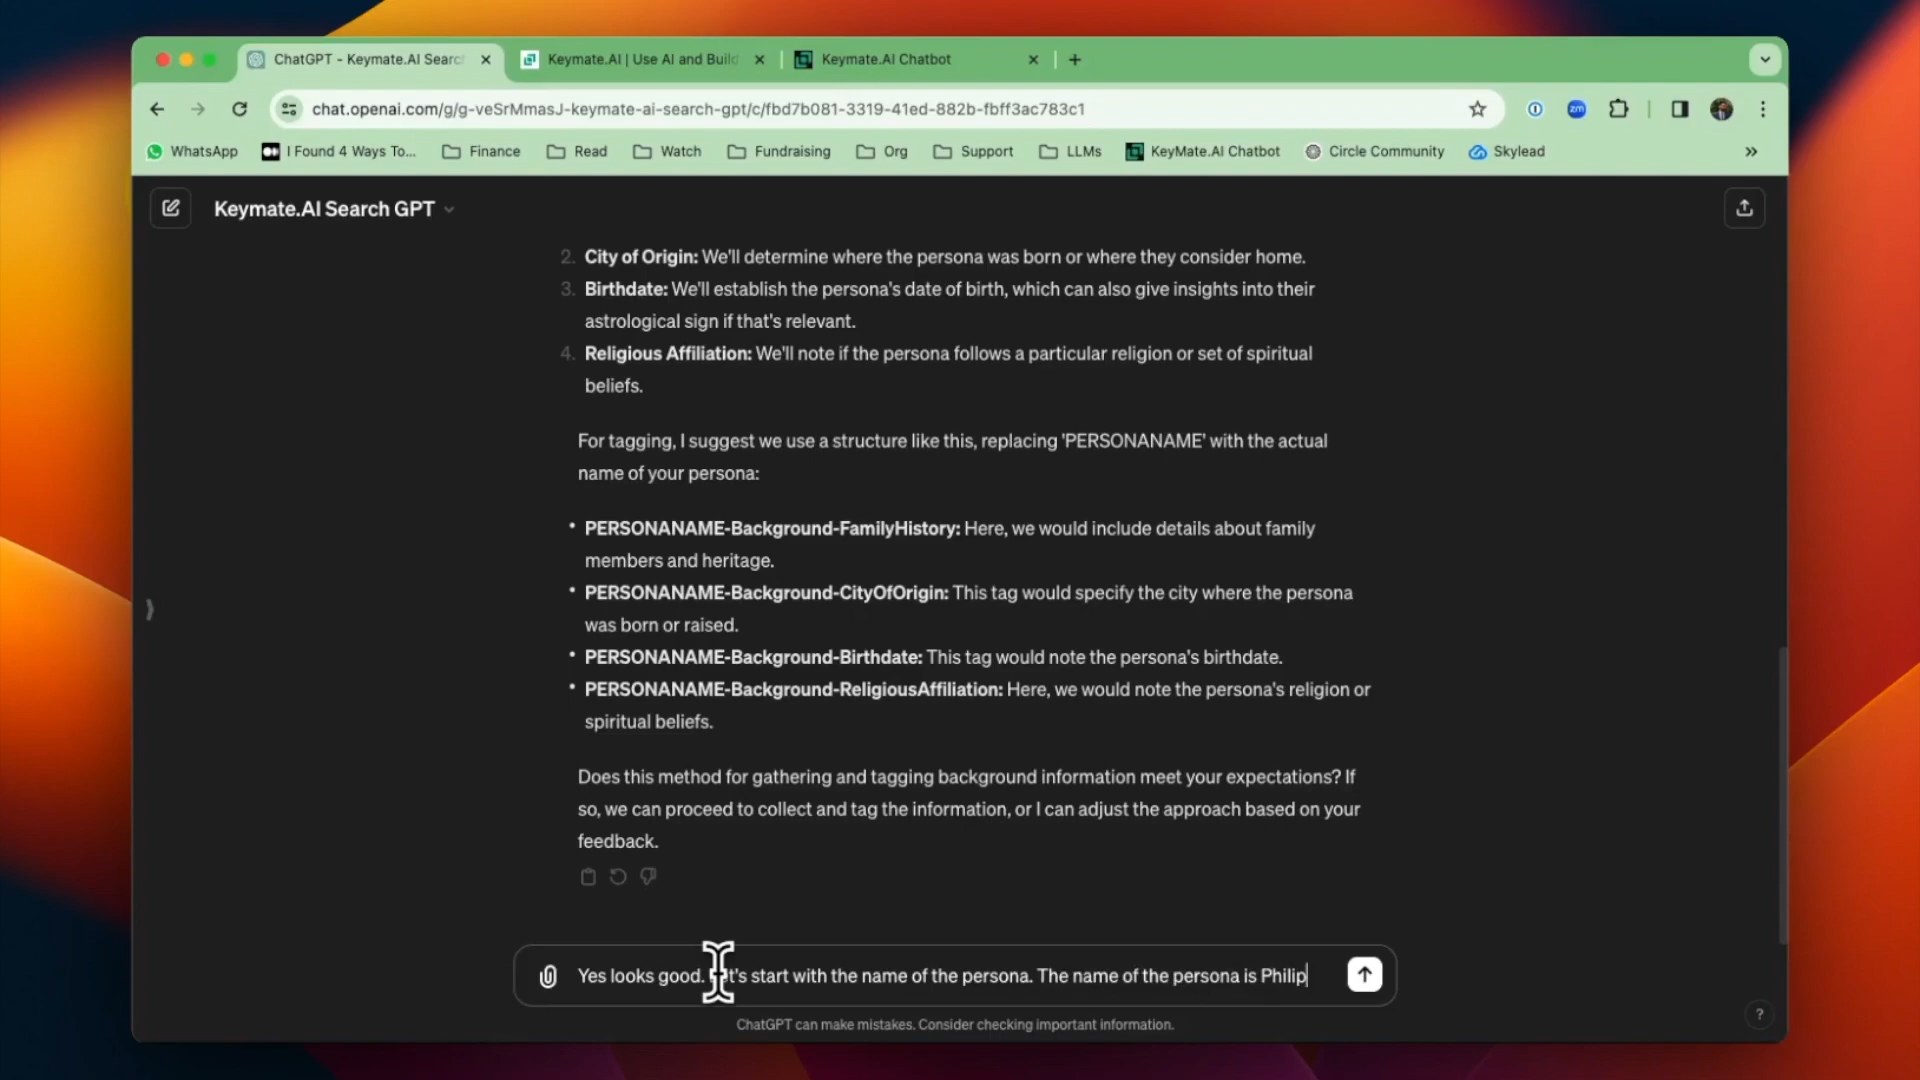 ChatGPT - Keymate.AI Searc
Keymate.AI | Use AI and Build
Keymate.AI Chatbot
chat.openai.com/g/g-veSrMmasJ-keymate-ai-search-gpt/c/fbd7b081-3319-41ed-882b-fbff3ac783c1
zm
WhatsApp
I Found 4 Ways To...
Finance
Read
Watch
Fundraising
Org
Support
LLMs
KeyMate.AI Chatbot
Circle Community
Skylead
Keymate.AI Search GPT
2. City of Origin: We'll determine where the persona was born or where they consider home.
3. Birthdate: We'll establish the persona's date of birth, which can also give insights into their
astrological sign if that's relevant.
4. Religious Affiliation: We'll note if the persona follows a particular religion or set of spiritual
beliefs.
For tagging, I suggest we use a structure like this, replacing 'PERSONANAME' with the actual
name of your persona:
• PERSONANAME-Background-FamilyHistory: Here, we would include details about family
members and heritage.
• PERSONANAME-Background-CityOfOrigin: This tag would specify the city where the persona
was born or raised.
• PERSONANAME-Background-Birthdate: This tag would note the persona's birthdate.
• PERSONANAME-Background-ReligiousAffiliation: Here, we would note the persona's religion or
spiritual beliefs.
Does this method for gathering and tagging background information meet your expectations? If
so, we can proceed to collect and tag the information, or I can adjust the approach based on your
feedback.
Yes looks good. Let's start with the name of the persona. The name of the persona is Philip
ChatGPT can make mistakes. Consider checking important information.
?